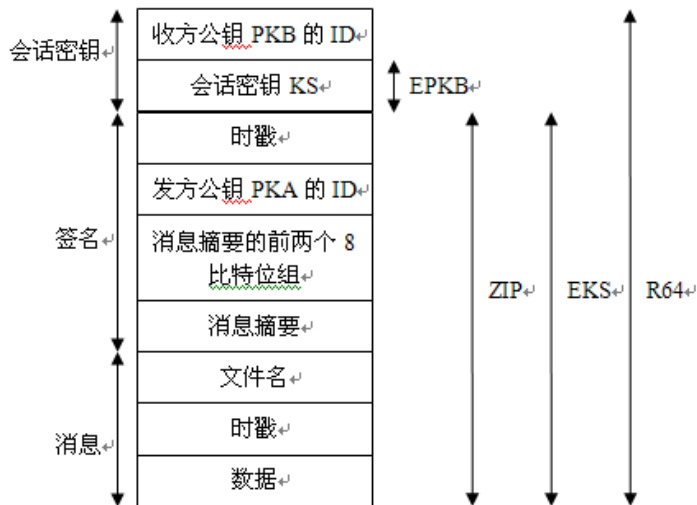 收方公钥 PKB 的 ID↵
会话密钥↵
会话密钥 KS↵
EPKB↵
时戳↵
发方公钥 PKA 的 ID↵
签名↵
消息摘要的前两个 8
比特位组↵
ZIP↵
EKS↵
R64↵
消息摘要↵
文件名↵
时戳↵
消息↵
数据↵